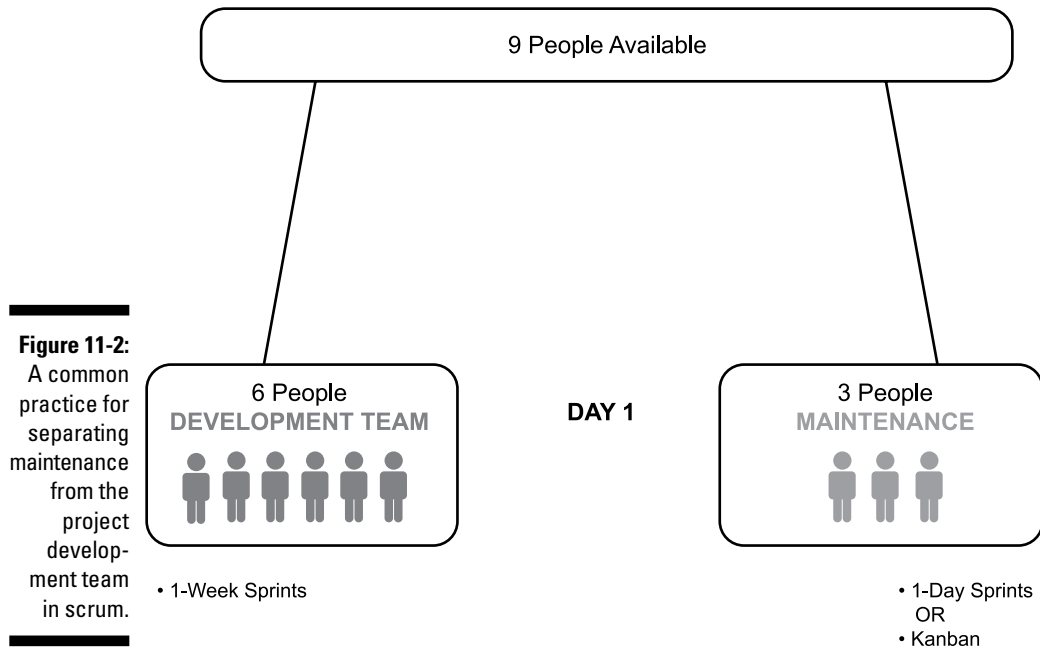 9 People Available
Figure 11-2:
A common
practice for
separating
maintenance
from the
project
develop-
ment team
in scrum.
6 People
DEVELOPMENT TEAM
• 1-Week Sprints
DAY 1
3 People
MAINTENANCE
• 1-Day Sprints
OR
• Kanban